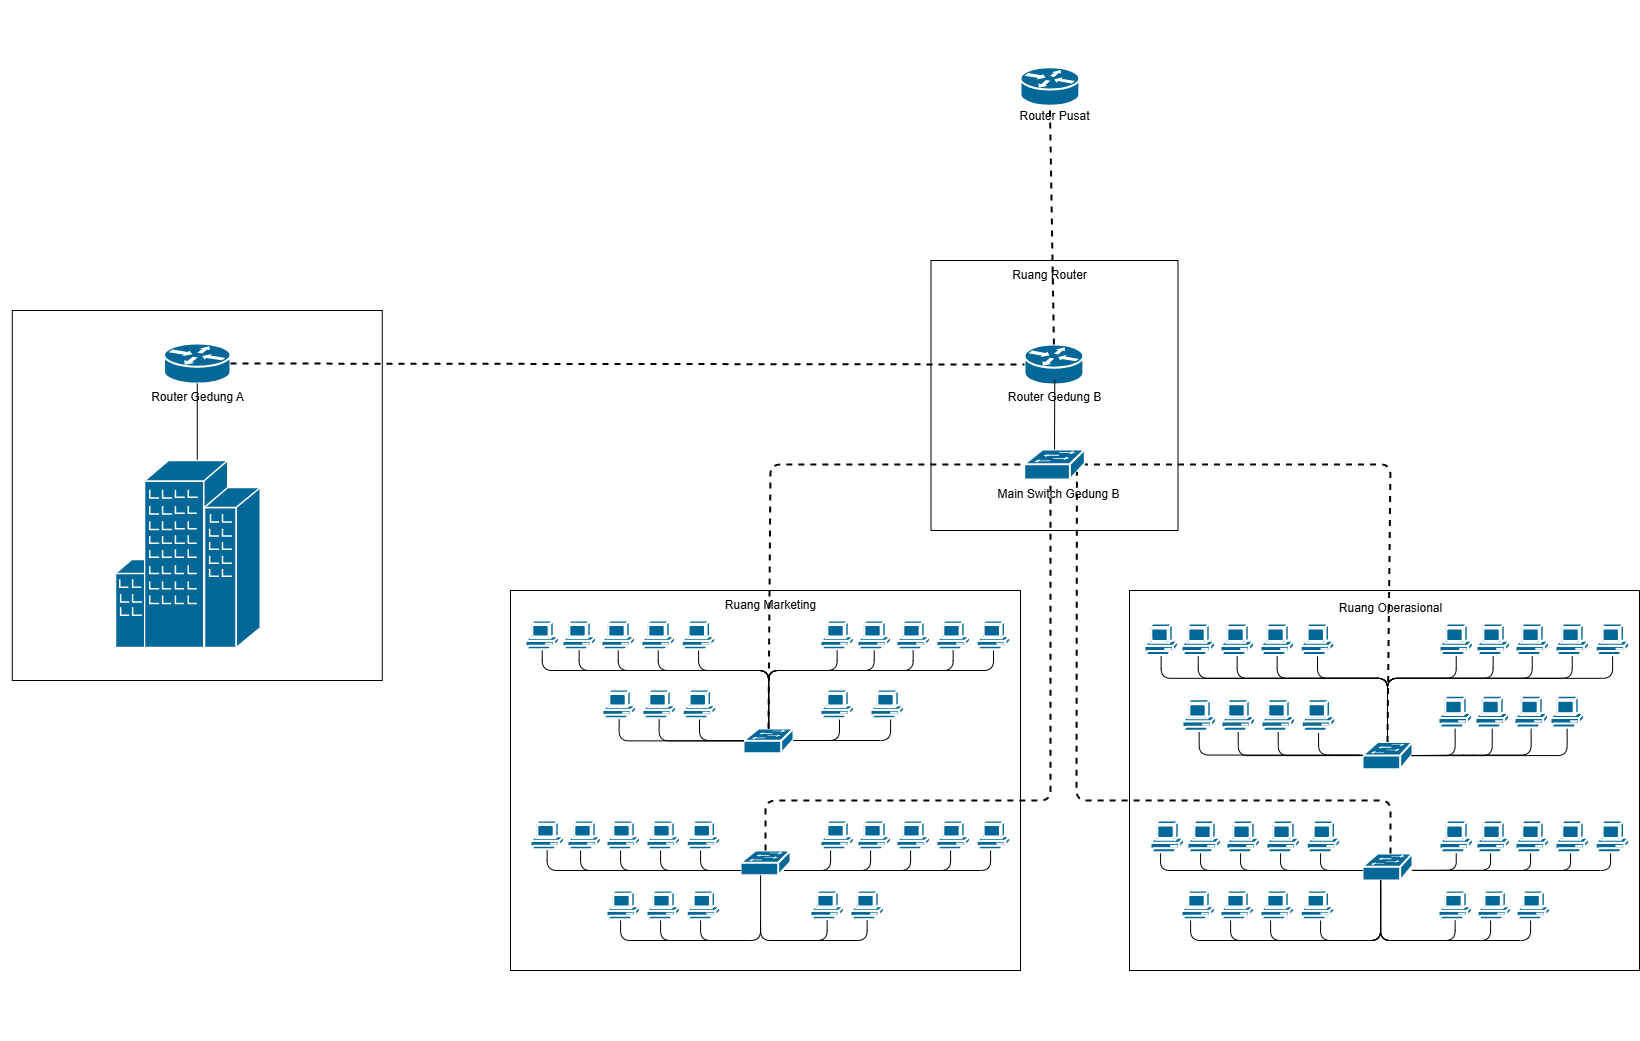 Router Pusat
Ruang Router
Router Gedung A
Router Gedung B
Main Switch Gedung B
Ruang Marketing
Ruang Operasional